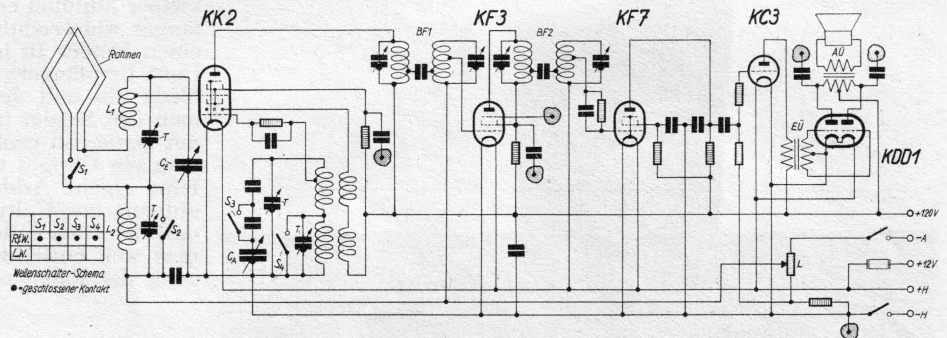 KK2
KF3
KF7
KC3
Rahmen
BF1
BF2
AÜ
L1
T
S1
CE
EÜ
KDD1
S3
T
L2
T
S2
CA
S4
T
+120V
-A
L
+12V
+H
-H
S1 S2 S3 S4
R.u.W. ● ● ● ●
L.W.
Wellenschalter-Schema
●=geschlossener Kontakt